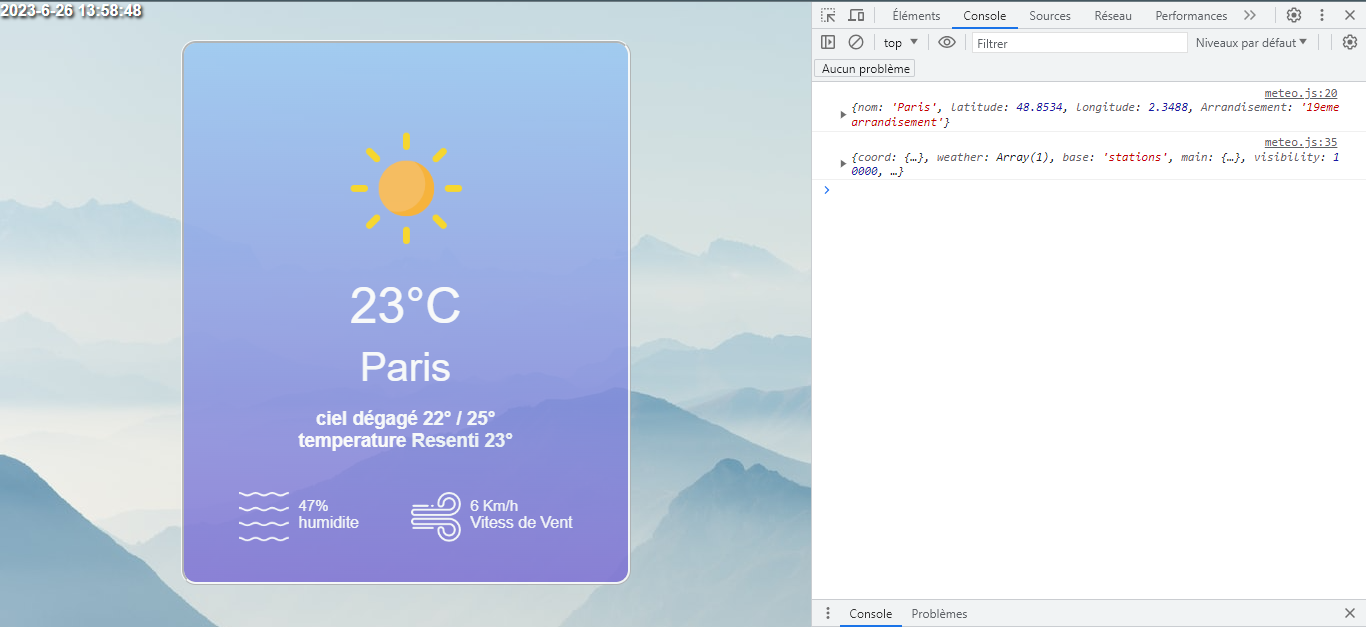 2023-6-26 13:58:48
23°C
Paris
ciel dégagé 22° / 25°
temperature Resenti 23°
47%
humidite
6 Km/h
Vitess de Vent
Éléments Console Sources Réseau Performances
top Filtrer Niveaux par défaut
Aucun problème
meteo.js:20
{nom: 'Paris', latitude: 48.8534, longitude: 2.3488, Arrandisement: '19eme
arrandisement'}
meteo.js:35
{coord: {…}, weather: Array(1), base: 'stations', main: {…}, visibility: 1
0000, …}
Console Problèmes